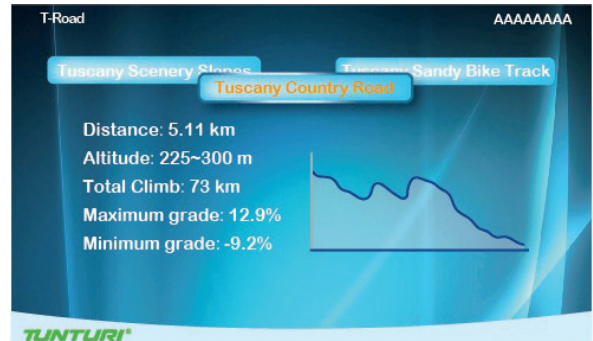 T-Road
AAAAAAAA
Tuscany Scenery Slopes
Tuscany Country Road
Tuscany Sandy Bike Track
Distance: 5.11 km
Altitude: 225~300 m
Total Climb: 73 km
Maximum grade: 12.9%
Minimum grade: -9.2%
TUNTURI®